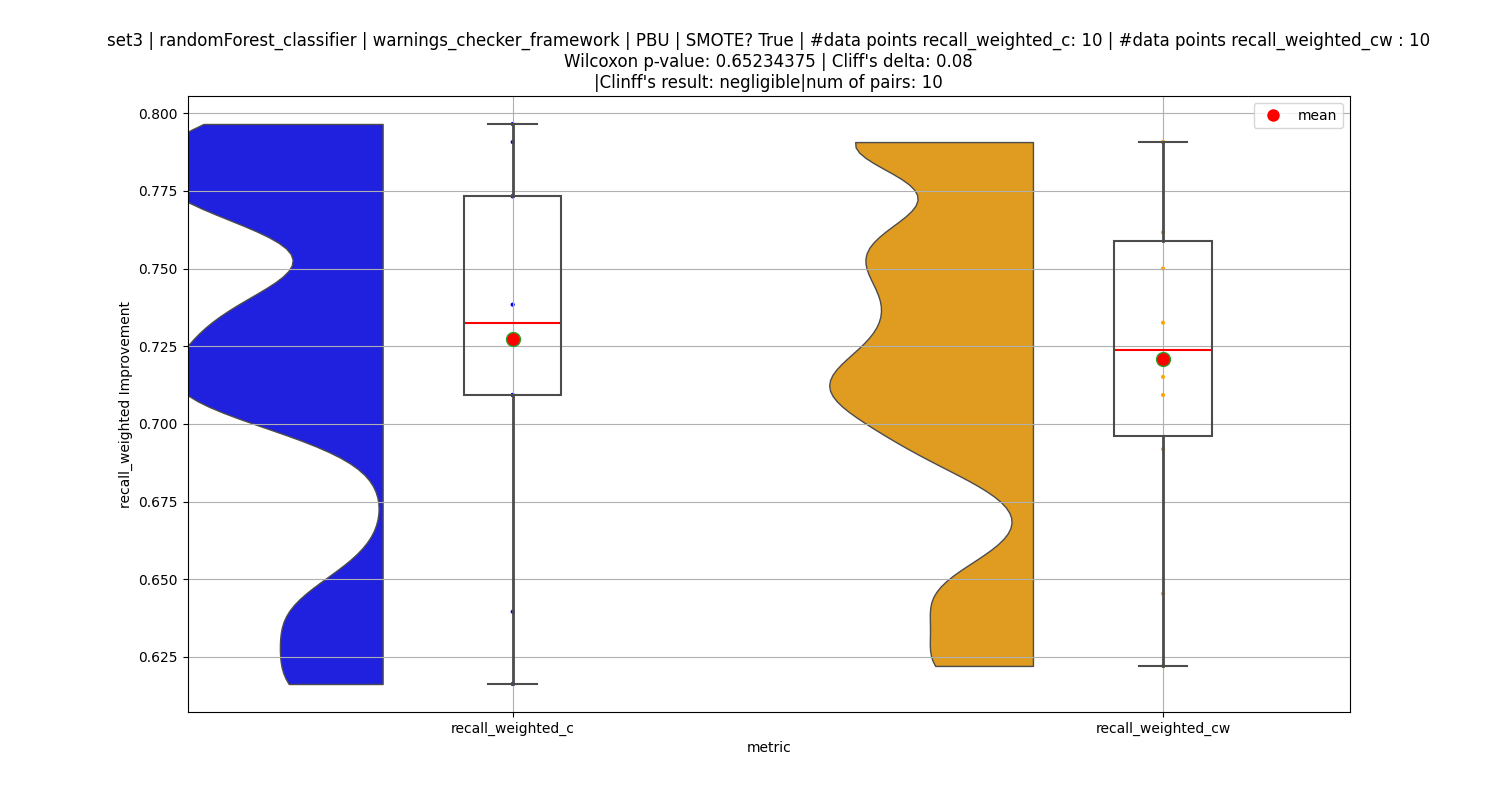 set3 | randomForest_classifier | warnings_checker_framework | PBU | SMOTE? True | #data points recall_weighted_c: 10 | #data points recall_weighted_cw : 10
Wilcoxon p-value: 0.65234375 | Cliff's delta: 0.08
|Clinff's result: negligible|num of pairs: 10
mean
recall_weighted Improvement
0.800
0.775
0.750
0.725
0.700
0.675
0.650
0.625
recall_weighted_c
recall_weighted_cw
metric